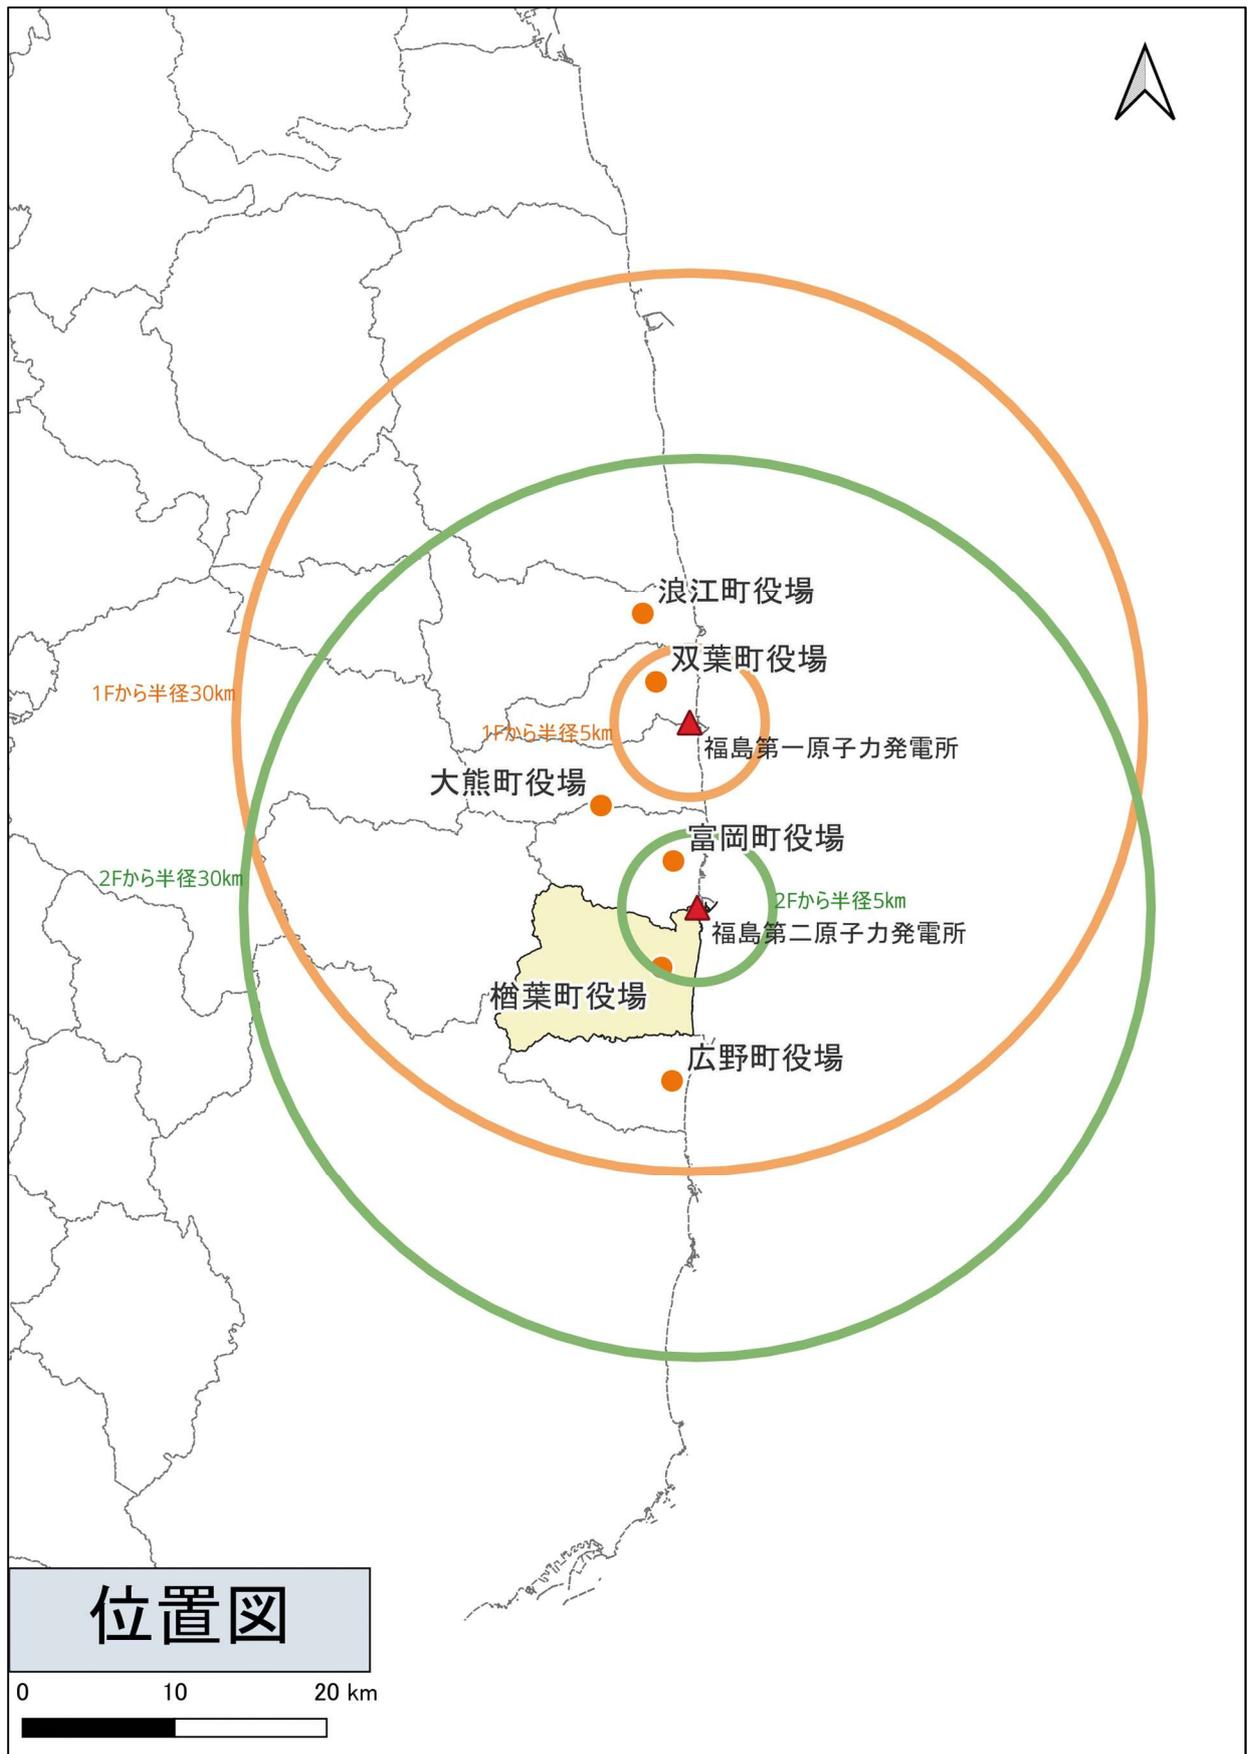 浪江町役場
双葉町役場
1Fから半径30km
1Fから半径5km
福島第一原子力発電所
大熊町役場
富岡町役場
2Fから半径30km
2Fから半径5km
福島第二原子力発電所
楢葉町役場
広野町役場
位置図
0 10 20 km